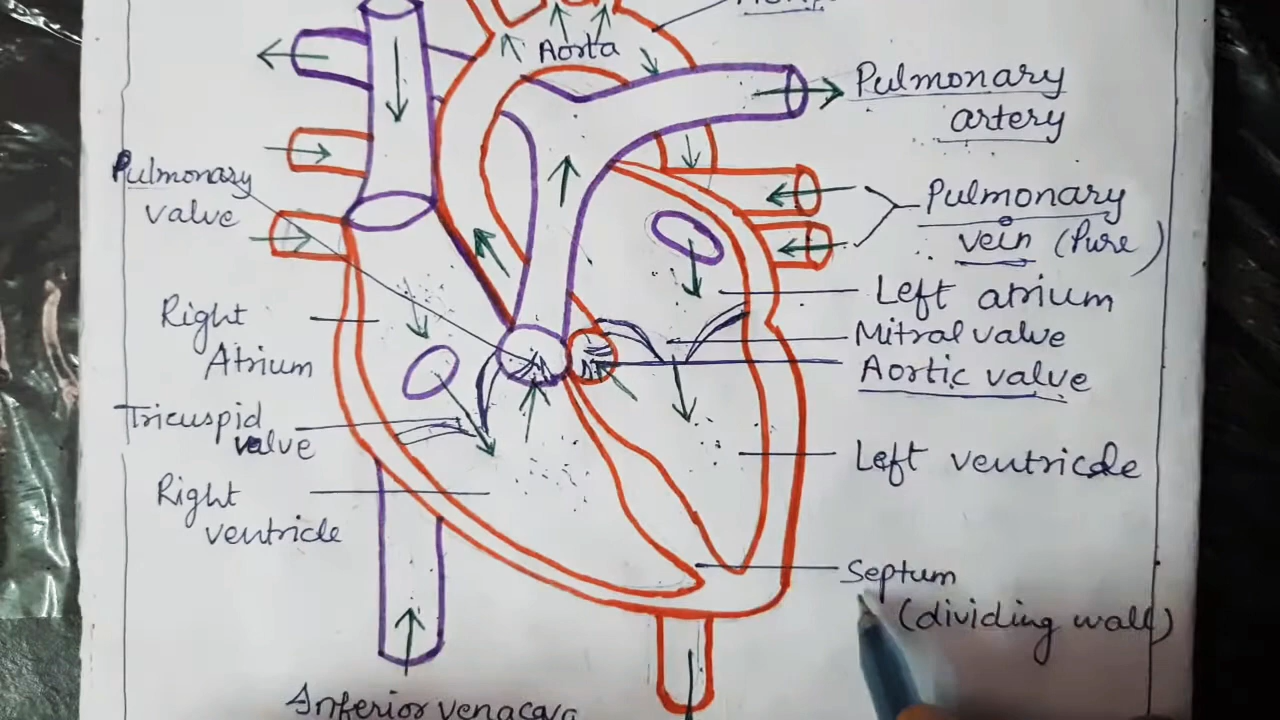 Aorta
Pulmonary
artery
Pulmonary
valve
Pulmonary
vein (Pure)
Left atrium
Right
Atrium
Mitral valve
Aortic valve
Tricuspid
valve
Left ventricle
Right
ventricle
Septum
(dividing wall)
Inferior venacava